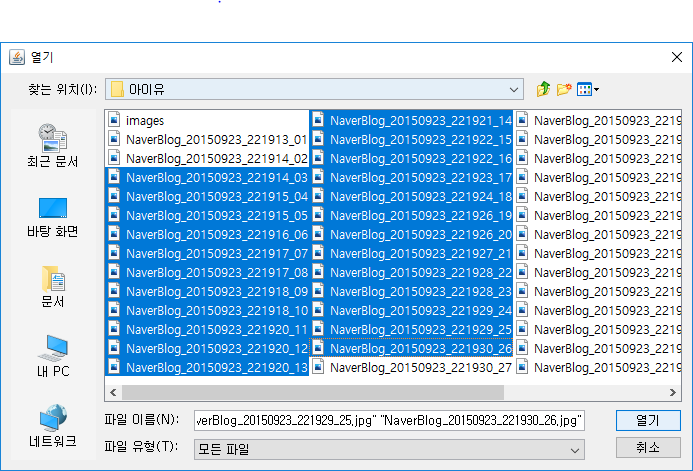 열기
찾는 위치(I):
아이유
최근 문서
바탕 화면
문서
내 PC
네트워크
images
NaverBlog_20150923_221913_01
NaverBlog_20150923_221914_02
NaverBlog_20150923_221914_03
NaverBlog_20150923_221915_04
NaverBlog_20150923_221915_05
NaverBlog_20150923_221916_06
NaverBlog_20150923_221917_07
NaverBlog_20150923_221917_08
NaverBlog_20150923_221918_09
NaverBlog_20150923_221918_10
NaverBlog_20150923_221920_11
NaverBlog_20150923_221920_12
NaverBlog_20150923_221920_13
NaverBlog_20150923_221921_14
NaverBlog_20150923_221922_15
NaverBlog_20150923_221922_16
NaverBlog_20150923_221923_17
NaverBlog_20150923_221924_18
NaverBlog_20150923_221926_19
NaverBlog_20150923_221926_20
NaverBlog_20150923_221927_21
NaverBlog_20150923_221928_22
NaverBlog_20150923_221928_23
NaverBlog_20150923_221929_24
NaverBlog_20150923_221929_25
NaverBlog_20150923_221930_26
NaverBlog_20150923_221930_27
NaverBlog_20150923_2219
NaverBlog_20150923_2219
NaverBlog_20150923_2219
NaverBlog_20150923_2219
NaverBlog_20150923_2219
NaverBlog_20150923_2219
NaverBlog_20150923_2219
NaverBlog_20150923_2219
NaverBlog_20150923_2219
NaverBlog_20150923_2219
NaverBlog_20150923_2219
NaverBlog_20150923_2219
NaverBlog_20150923_2219
NaverBlog_20150923_2219
파일 이름(N):
verBlog_20150923_221929_25.jpg" "NaverBlog_20150923_221930_26.jpg"
열기
파일 유형(T):
모든 파일
취소